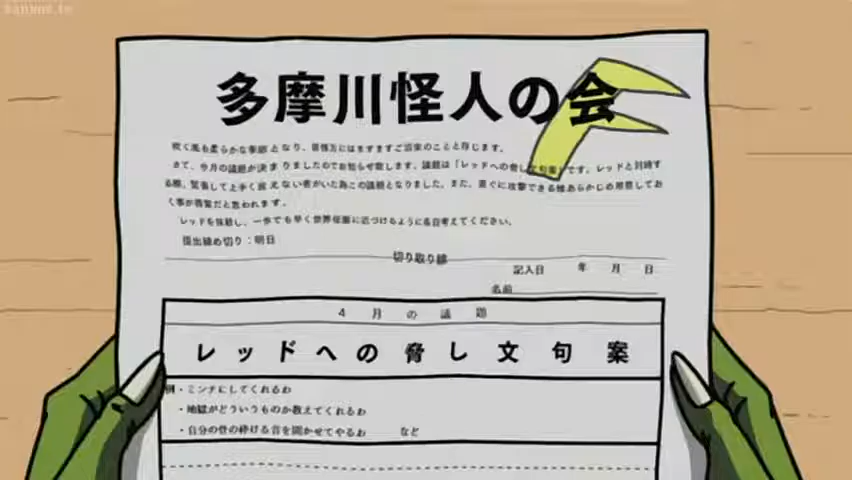 多摩川怪人の会
吹く風も柔らかな季節となり、皆様方にはますますご清栄のことと存じます。
さて、今月の議題が決まりましたのでお知らせ致します。議題は「レッドへの脅し文句案」です。レッドと対峙す
る際、緊張して上手く言えない者がいた為この議題となりました。また、直ぐに攻撃できる様あらかじめ用意してお
く事が得策だと思われます。
レッドを抹殺し、一歩でも早く世界征服に近づけるように各自考えてください。
提出締め切り：明日
切り取り線
記入日 年 月 日
名前
4月の議題
レッドへの脅し文句案
例・ミンチにしてくれるわ
・地獄がどういうものか教えてくれるわ
・自分の骨の砕ける音を聞かせてやるわ など